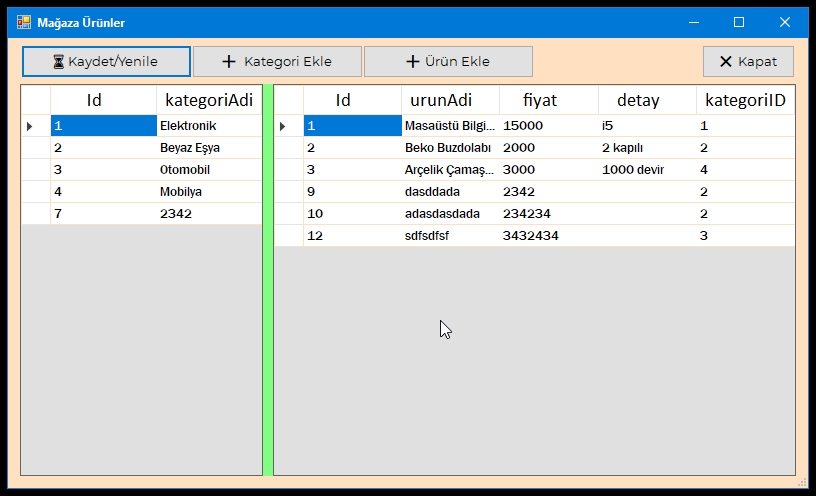 Mağaza Ürünler
Kaydet/Yenile Kategori Ekle Ürün Ekle Kapat
Id kategoriAdi
1 Elektronik
2 Beyaz Eşya
3 Otomobil
4 Mobilya
7 2342
Id urunAdi fiyat detay kategoriID
1 Masaüstü Bilgi... 15000 i5 1
2 Beko Buzdolabı 2000 2 kapılı 2
3 Arçelik Çamaş... 3000 1000 devir 4
9 dasddada 2342 2
10 adasdasdada 234234 2
12 sdfsdfsf 3432434 3